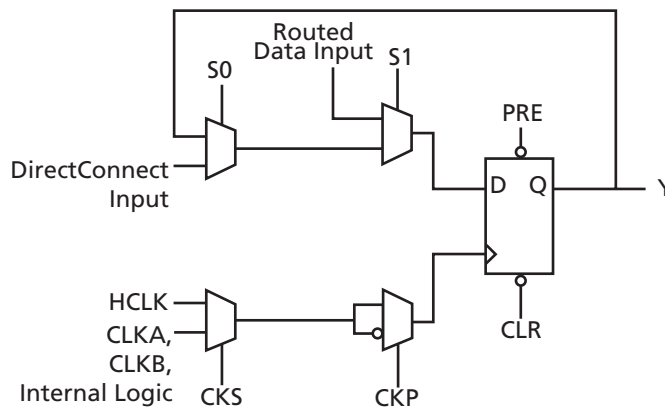 Routed
Data Input
S1
S0
PRE
DirectConnect
Input
D
Q
Y
HCLK
CLKA,
CLKB,
Internal Logic
CKS
CKP
CLR